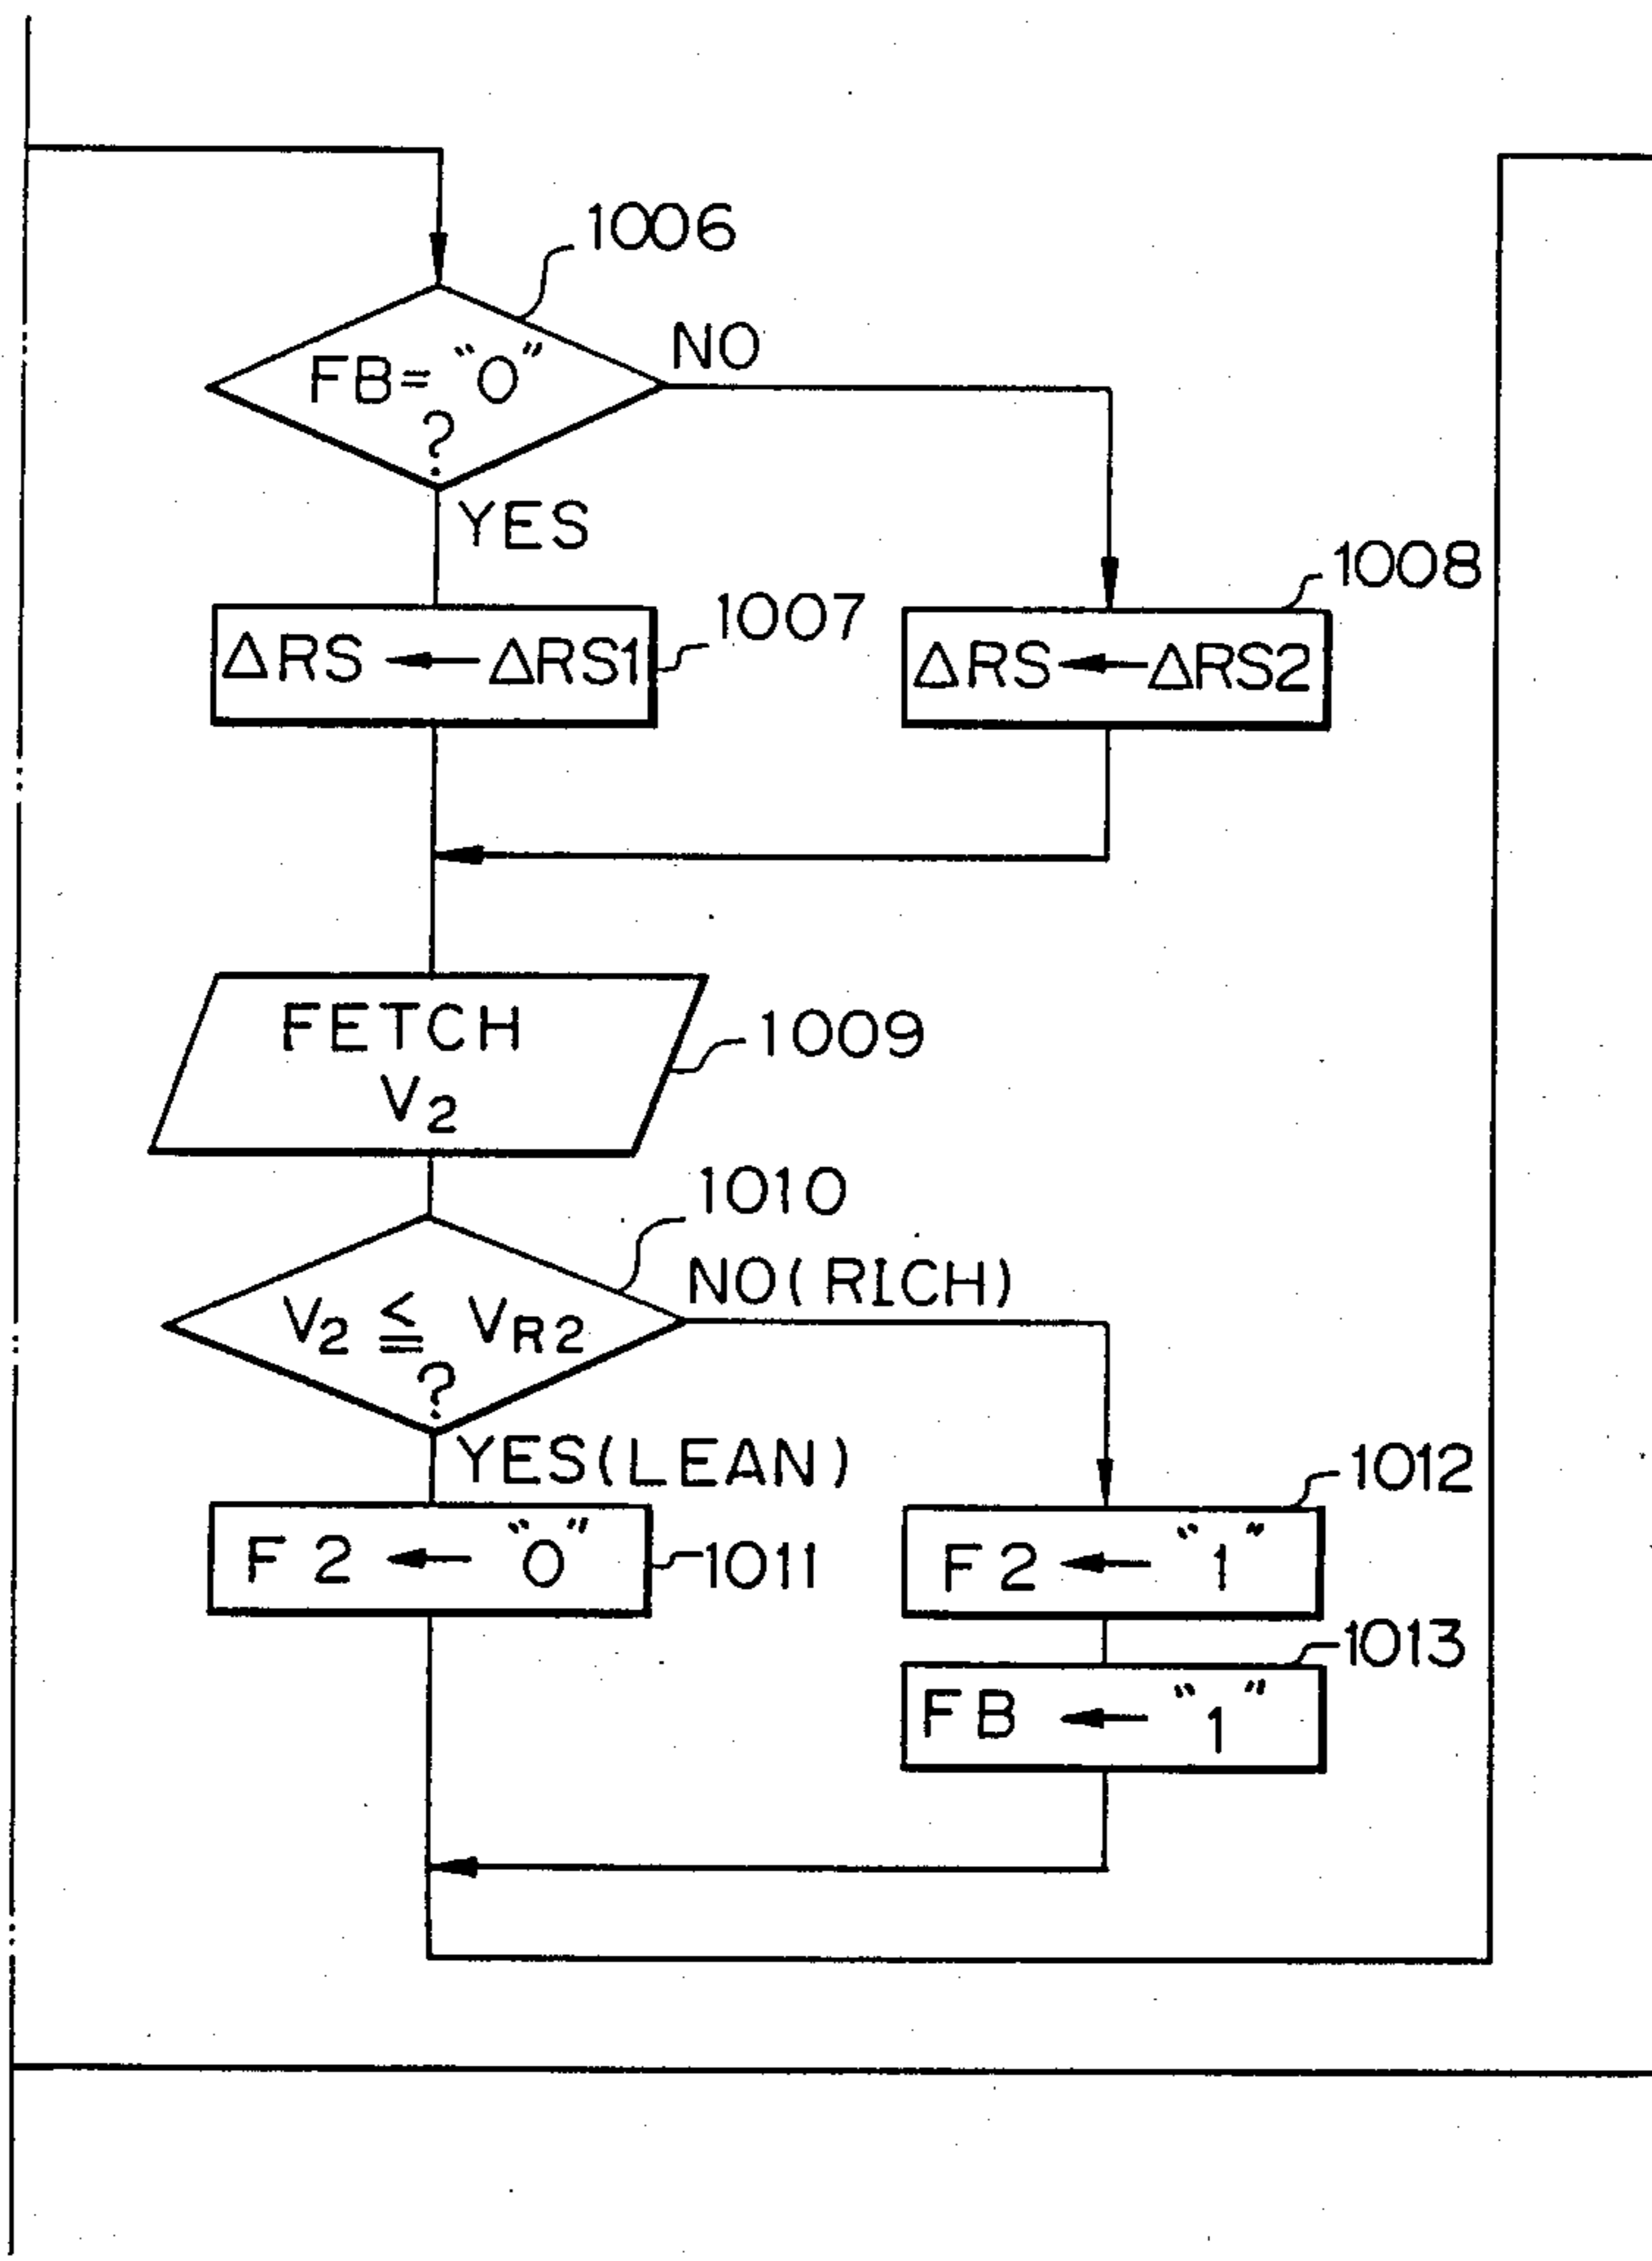 1006
FB= "0"
?
NO
YES
1007
ΔRS ← ΔRS1
1008
ΔRS ← ΔRS2
FETCH
V2
1009
1010
V2 ≦ VR2
?
NO(RICH)
YES(LEAN)
F2 ← "0"
1011
1012
F2 ← "1"
1013
FB ← "1"